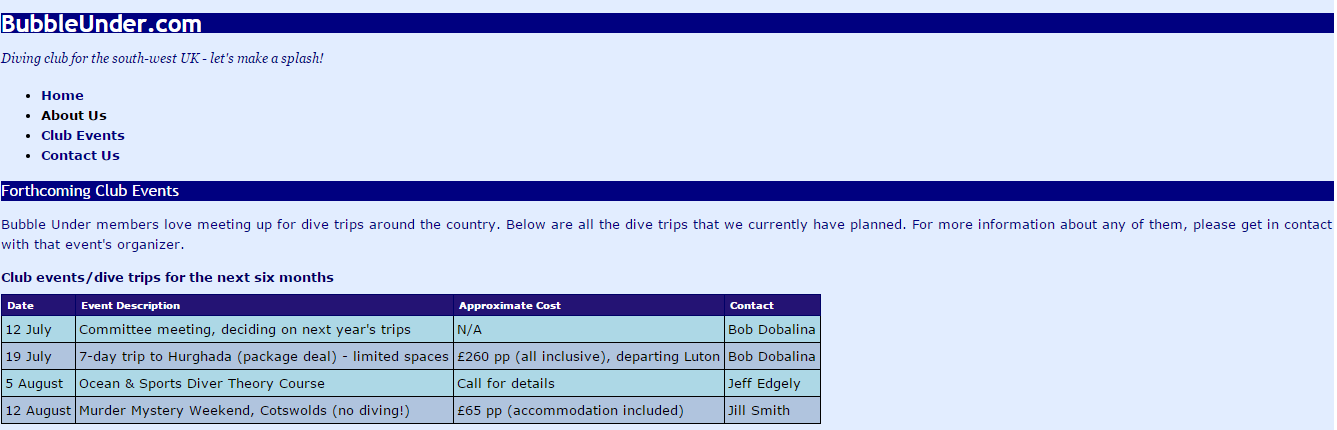 BubbleUnder.com
Diving club for the south-west UK - let's make a splash!
Home
About Us
Club Events
Contact Us
Forthcoming Club Events
Bubble Under members love meeting up for dive trips around the country. Below are all the dive trips that we currently have planned. For more information about any of them, please get in contact
with that event's organizer.
Club events/dive trips for the next six months
Date Event Description Approximate Cost Contact
12 July Committee meeting, deciding on next year's trips N/A Bob Dobalina
19 July 7-day trip to Hurghada (package deal) - limited spaces £260 pp (all inclusive), departing Luton Bob Dobalina
5 August Ocean & Sports Diver Theory Course Call for details Jeff Edgely
12 August Murder Mystery Weekend, Cotswolds (no diving!) £65 pp (accommodation included) Jill Smith